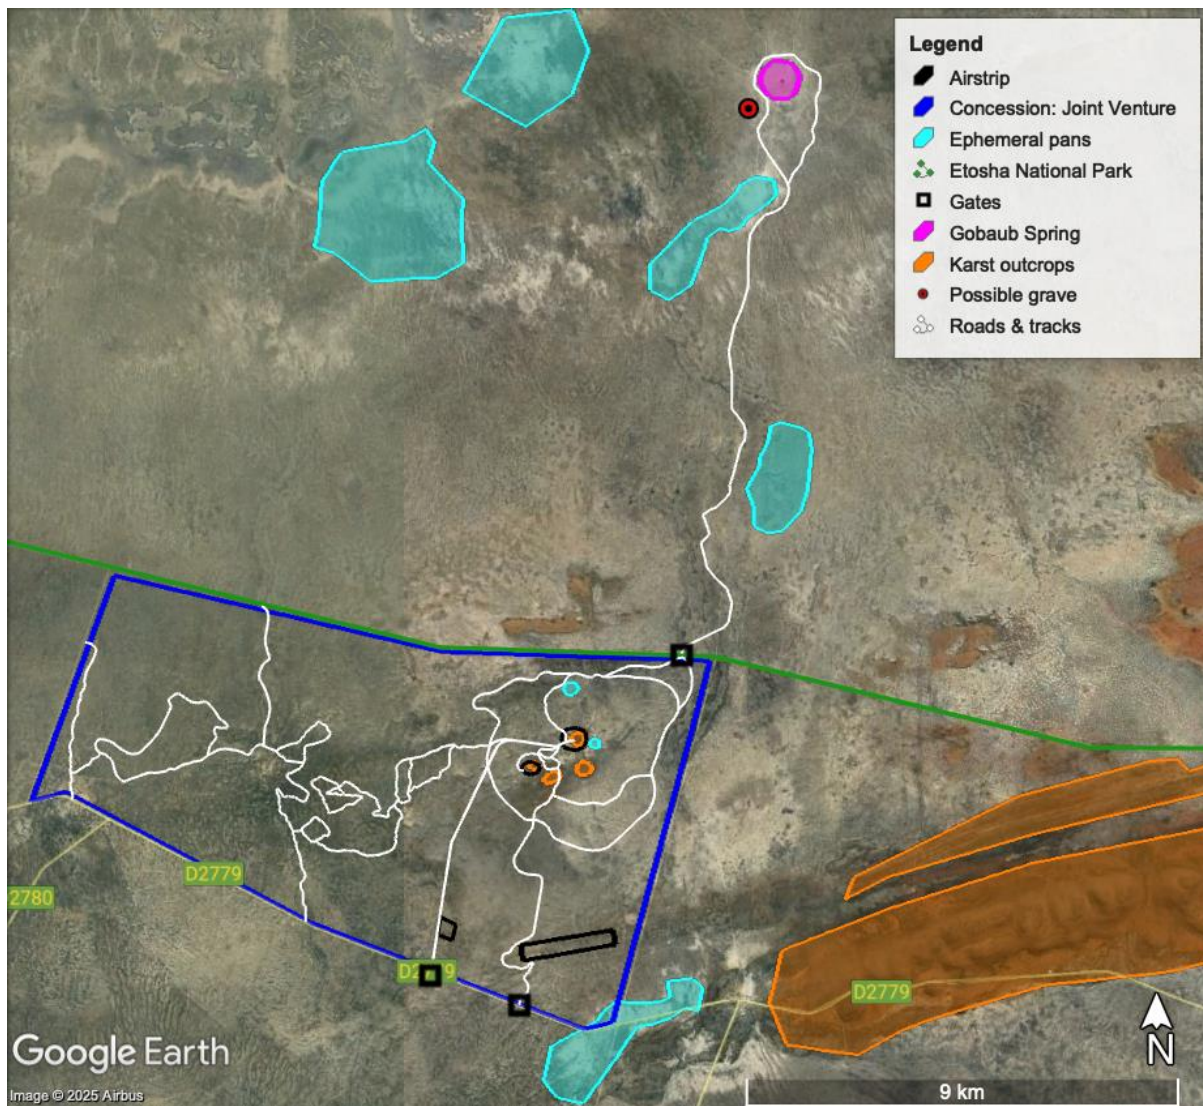 Legend
Airstrip
Concession: Joint Venture
Ephemeral pans
Etosha National Park
Gates
Gobaub Spring
Karst outcrops
Possible grave
Roads & tracks
D2779
2780
D2779
N
Google Earth
9 km
Image © 2025 Airbus